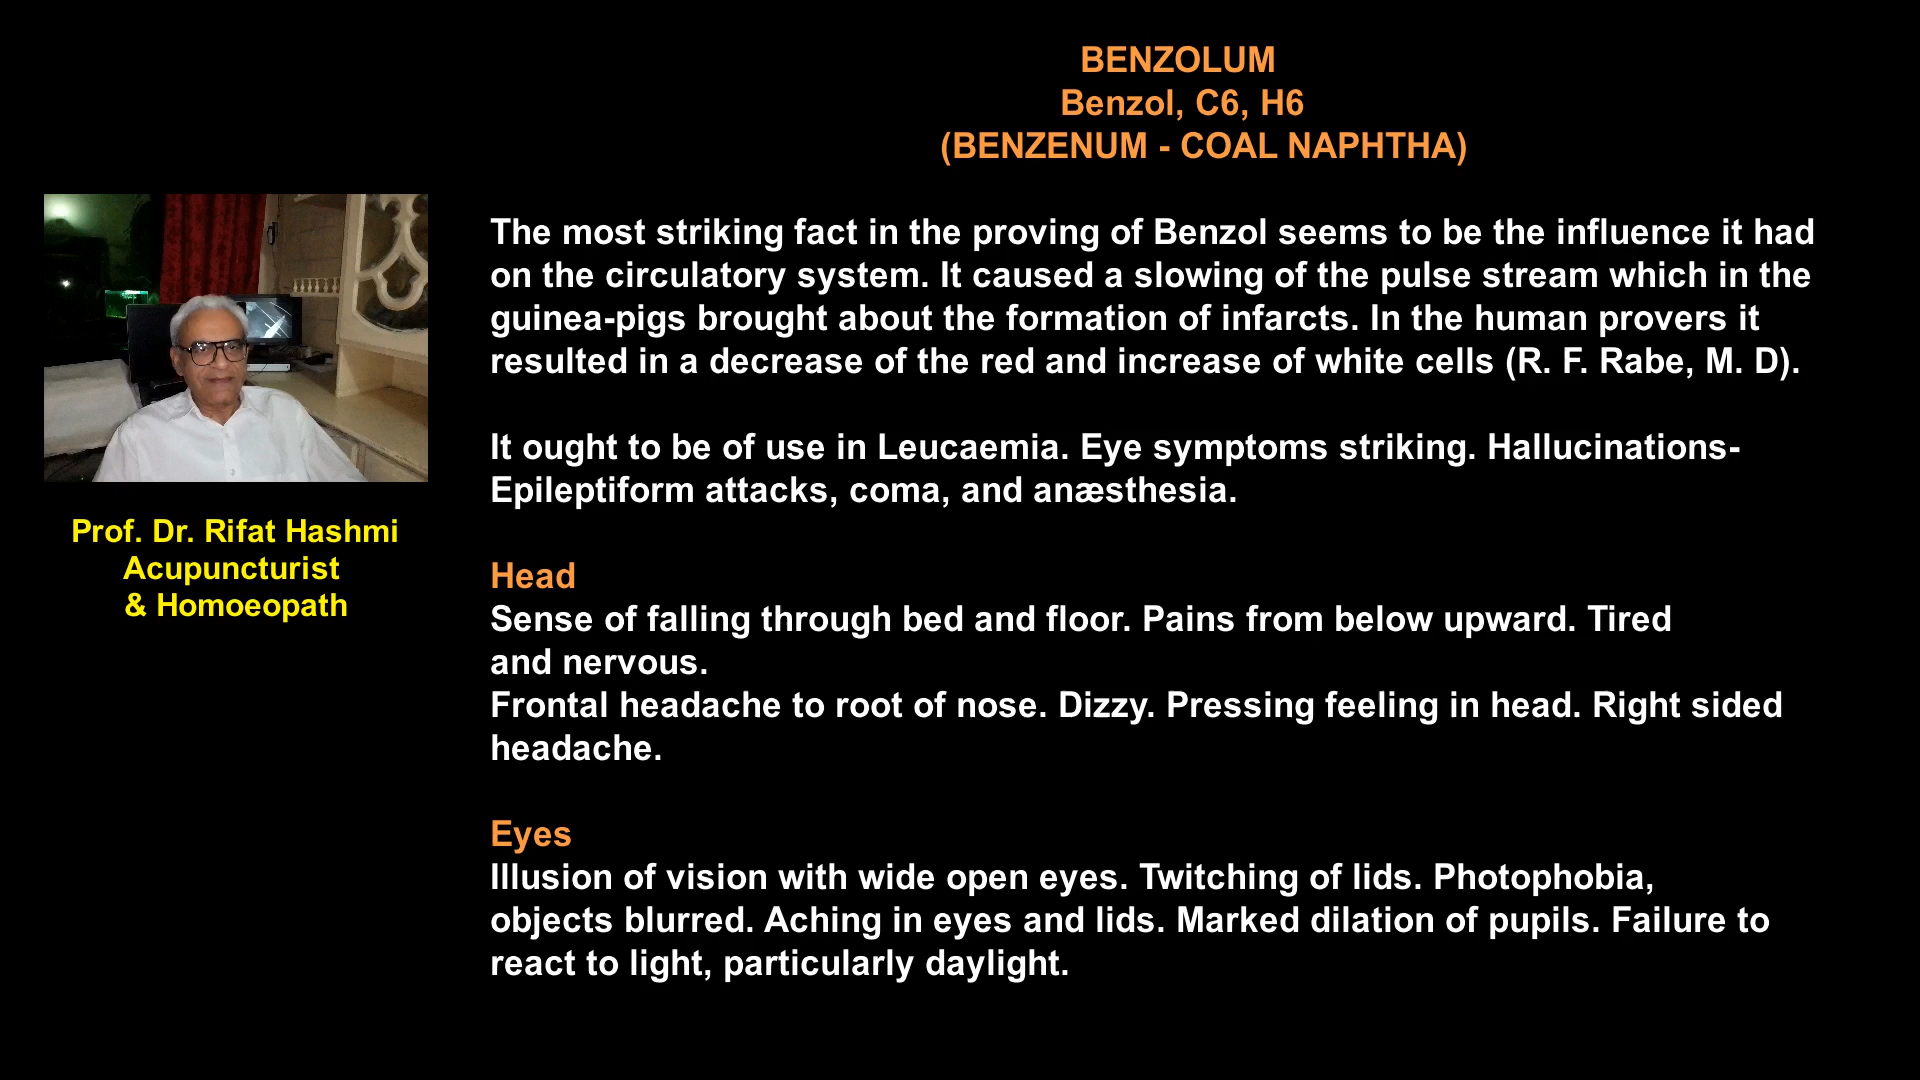 BENZOLUM
Benzol, C6, H6
(BENZENUM - COAL NAPHTHA)
The most striking fact in the proving of Benzol seems to be the influence it had
on the circulatory system. It caused a slowing of the pulse stream which in the
guinea-pigs brought about the formation of infarcts. In the human provers it
resulted in a decrease of the red and increase of white cells (R. F. Rabe, M. D).
It ought to be of use in Leucaemia. Eye symptoms striking. Hallucinations-
Epileptiform attacks, coma, and anæsthesia.
Head
Sense of falling through bed and floor. Pains from below upward. Tired
and nervous.
Frontal headache to root of nose. Dizzy. Pressing feeling in head. Right sided
headache.
Eyes
Illusion of vision with wide open eyes. Twitching of lids. Photophobia,
objects blurred. Aching in eyes and lids. Marked dilation of pupils. Failure to
react to light, particularly daylight.
Prof. Dr. Rifat Hashmi
Acupuncturist
& Homoeopath